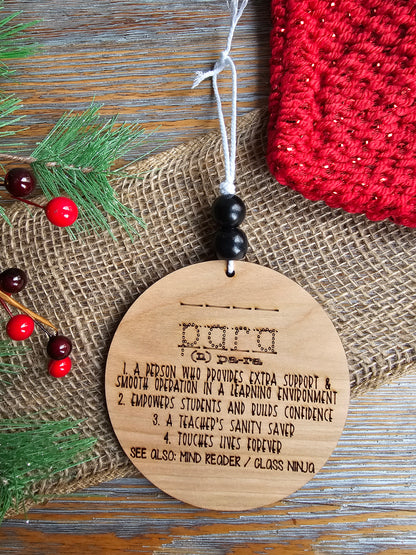 para
(n) pa-ra
1. A PERSON WHO PROVIDES EXTRA SUPPORT &
SMOOTH OPERATION IN A LEARNING ENVIRONMENT
2. EMPOWERS STUDENTS AND BUILDS CONFIDENCE
3. A TEACHER'S SANITY SAVER
4. TOUCHES LIVES FOREVER
SEE ALSO: MIND READER / GLASS NINJA